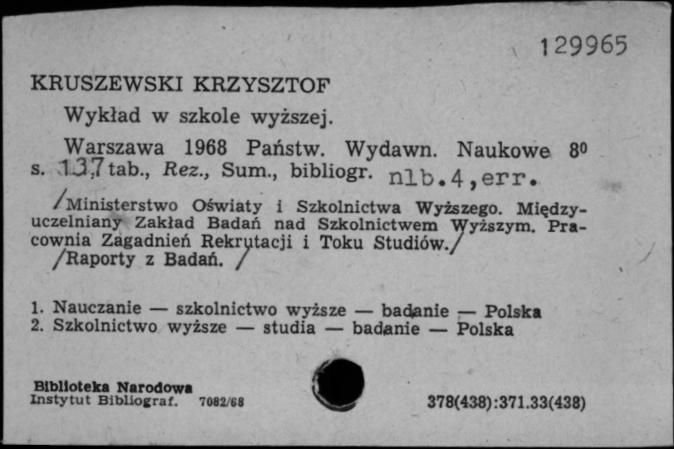 129965
KRUSZEWSKI KRZYSZTOF
Wykład w szkole wyższej.
Warszawa 1968 Państw. Wydawn. Naukowe 8⁰
s. 137 tab., Rez., Sum., bibliogr. nlb.4,err.
/Ministerstwo Oświaty i Szkolnictwa Wyższego. Między-
uczelniany Zakład Badań nad Szkolnictwem Wyższym. Pra-
cownia Zagadnień Rekrutacji i Toku Studiów./
/Raporty z Badań. /
1. Nauczanie — szkolnictwo wyższe — badanie — Polska
2. Szkolnictwo wyższe — studia — badanie — Polska
Biblioteka Narodowa
Instytut Bibliograf. 7082/68
378(438):371.33(438)